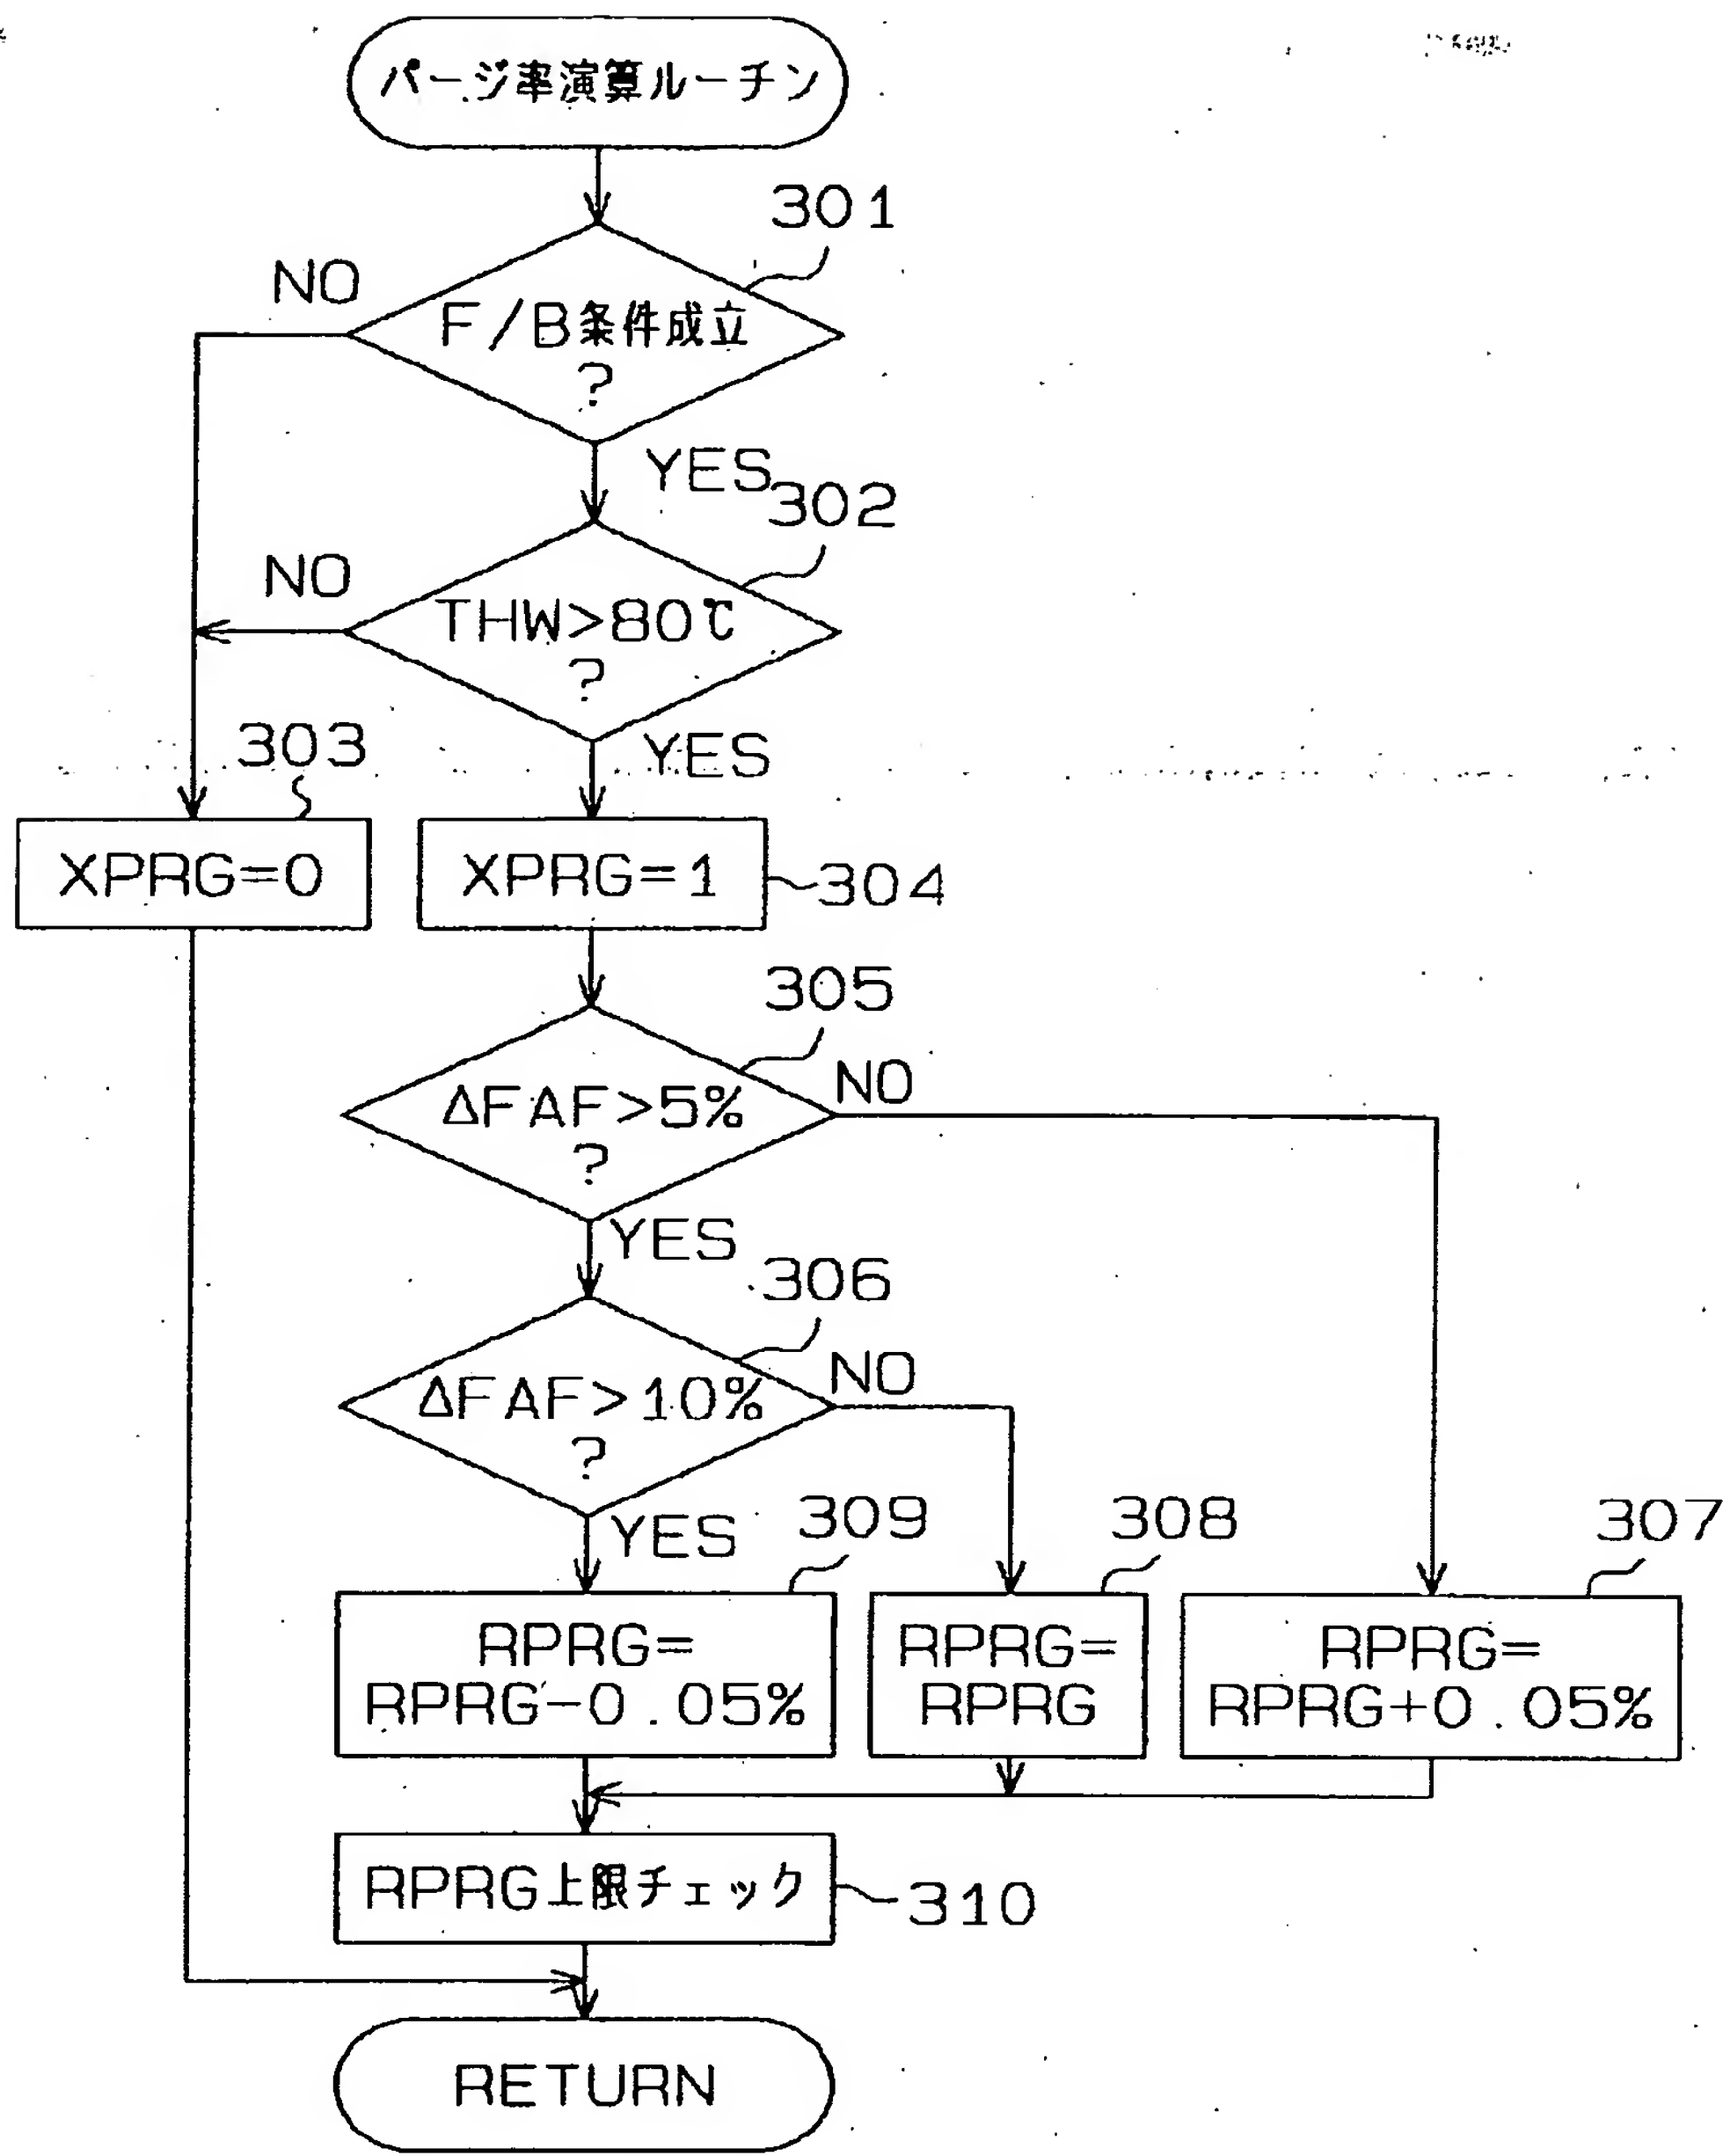 パージ率演算ルーチン
301
NO
F/B条件成立
?
YES
302
NO
THW>80℃
?
YES
303
XPRG=0
XPRG=1
304
305
ΔFAF>5%
?
NO
YES
306
ΔFAF>10%
?
NO
YES
309
308
307
RPRG=
RPRG-0.05%
RPRG=
RPRG
RPRG=
RPRG+0.05%
RPRG上限チェック
310
RETURN